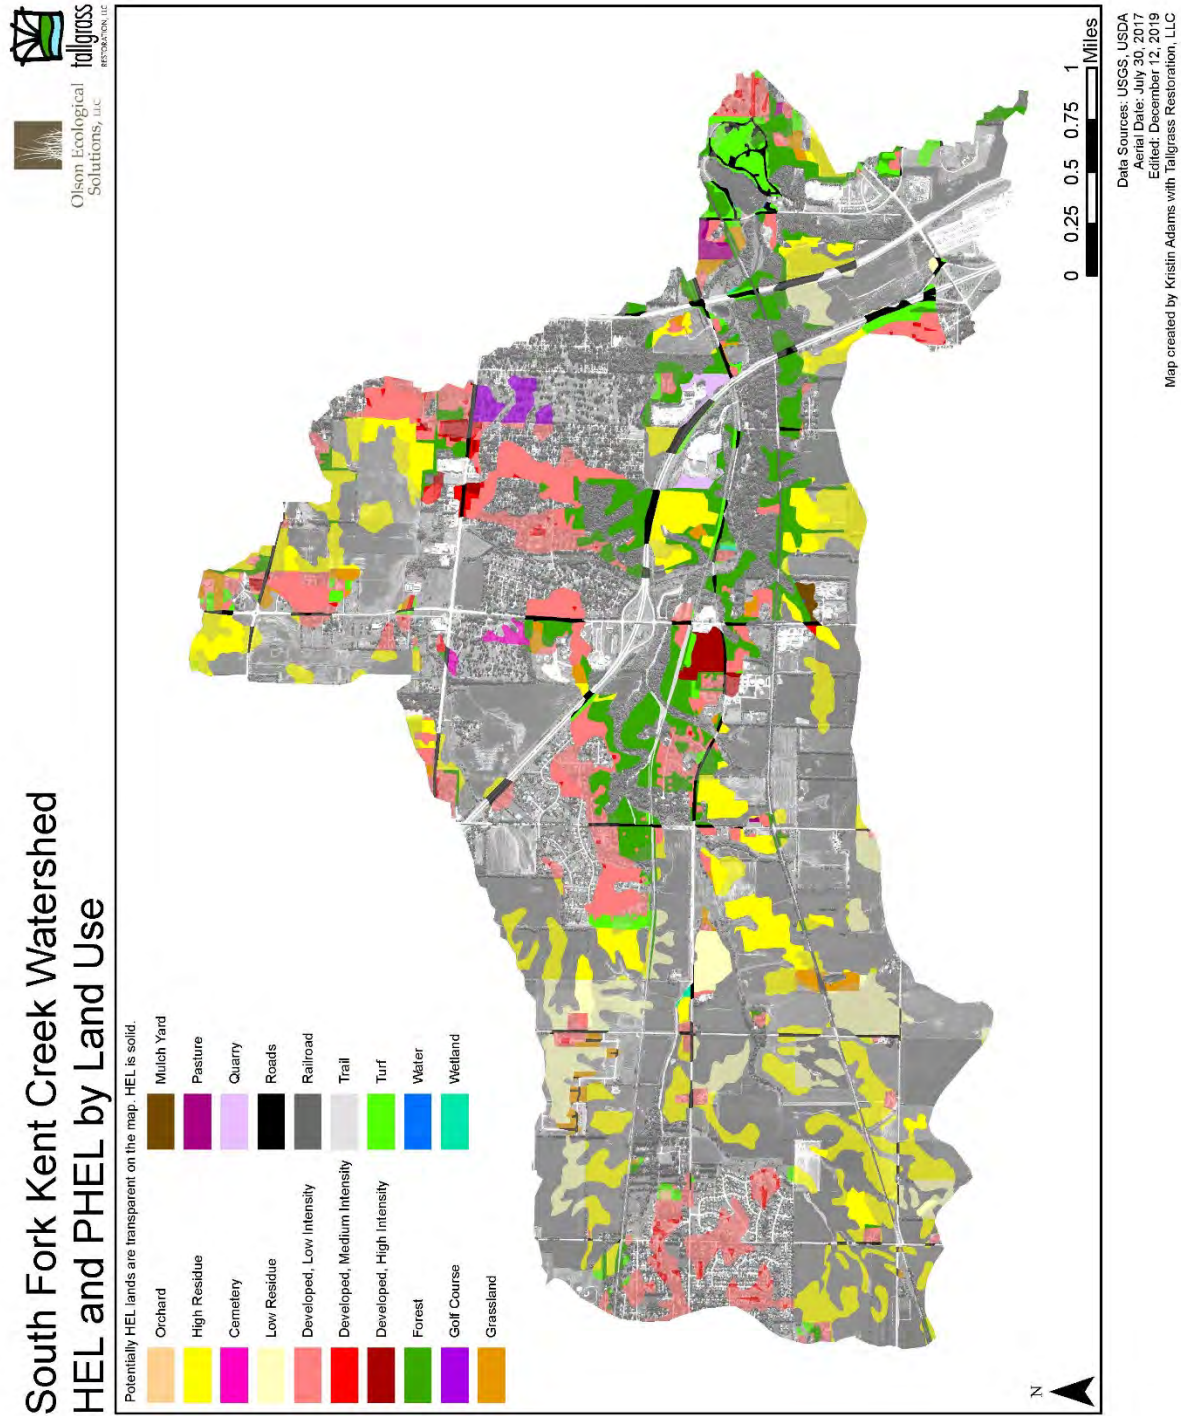 South Fork Kent Creek Watershed
HEL and PHEL by Land Use
Olson Ecological
Solutions, LLC
tallgrass
RESTORATION, LLC
Potentially HEL lands are transparent on the map. HEL is solid.
Orchard
High Residue
Cemetery
Low Residue
Developed, Low Intensity
Developed, Medium Intensity
Developed, High Intensity
Forest
Golf Course
Grassland
Mulch Yard
Pasture
Quarry
Roads
Railroad
Trail
Turf
Water
Wetland
N
0 0.25 0.5 0.75 1
Miles
Data Sources: USGS, USDA
Aerial Date: July 30, 2017
Edited: December 12, 2019
Map created by Kristin Adams with Tallgrass Restoration, LLC